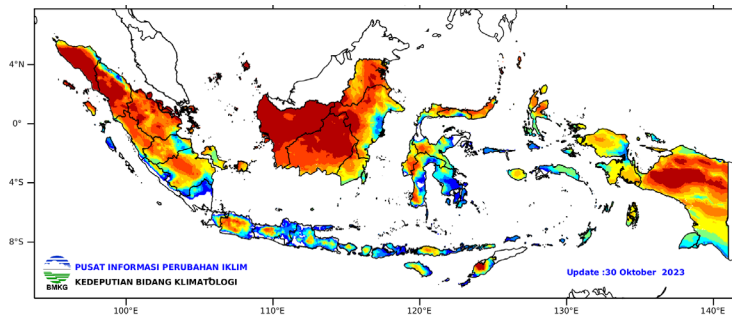 4°N
0°
4°S
8°S
PUSAT INFORMASI PERUBAHAN IKLIM
KEDEPUTIAN BIDANG KLIMATOLOGI
BMKG
Update :30 Oktober 2023
100°E 110°E 120°E 130°E 140°E